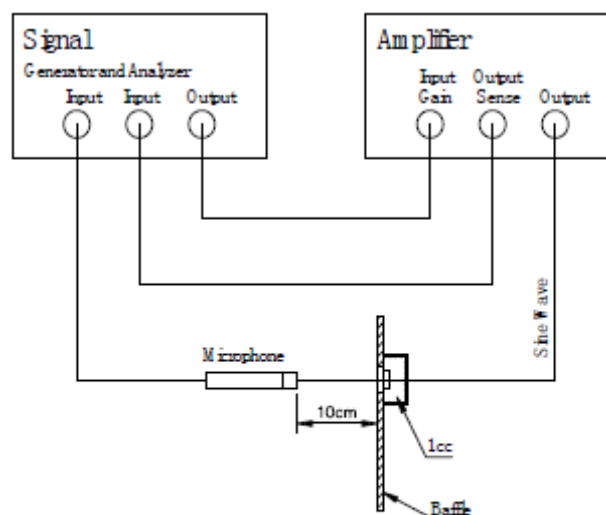 Signal
Generator and Analyzer
Input Input Output
Amplifier
Input Output
Gain Sense Output
Sine Wave
Microphone
10cm
1cc
Baffle